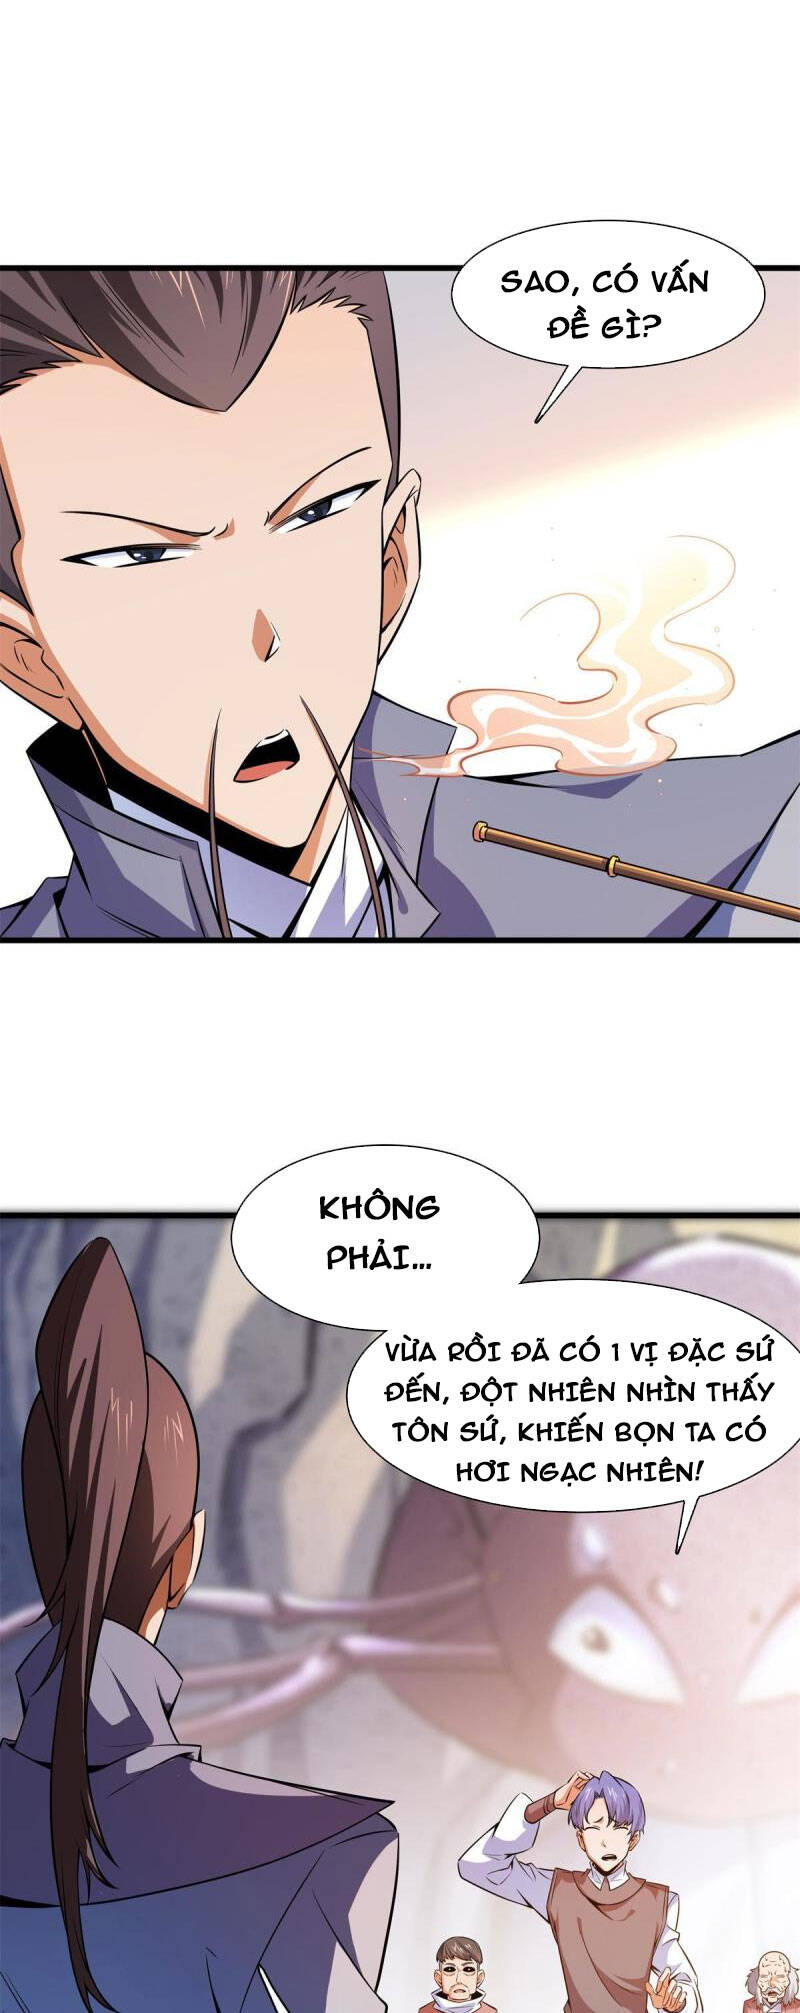 SAO, CÓ VẤN
ĐỀ GÌ?
KHÔNG
PHẢI...
VỪA RỒI ĐÃ CÓ 1 VỊ ĐẶC SỨ
ĐẾN, ĐỘT NHIÊN NHÌN THẤY
TÔN SỨ, KHIẾN BỌN TA CÓ
HƠI NGẠC NHIÊN!